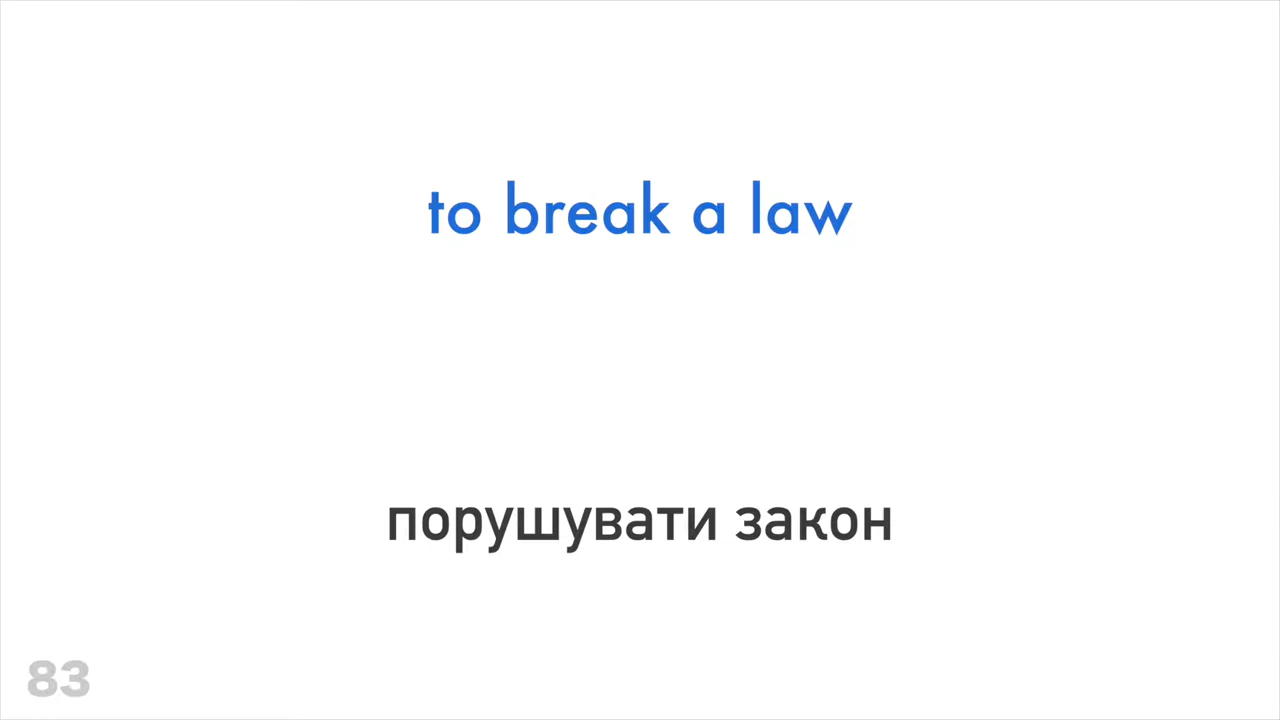 to break a law
порушувати закон
83